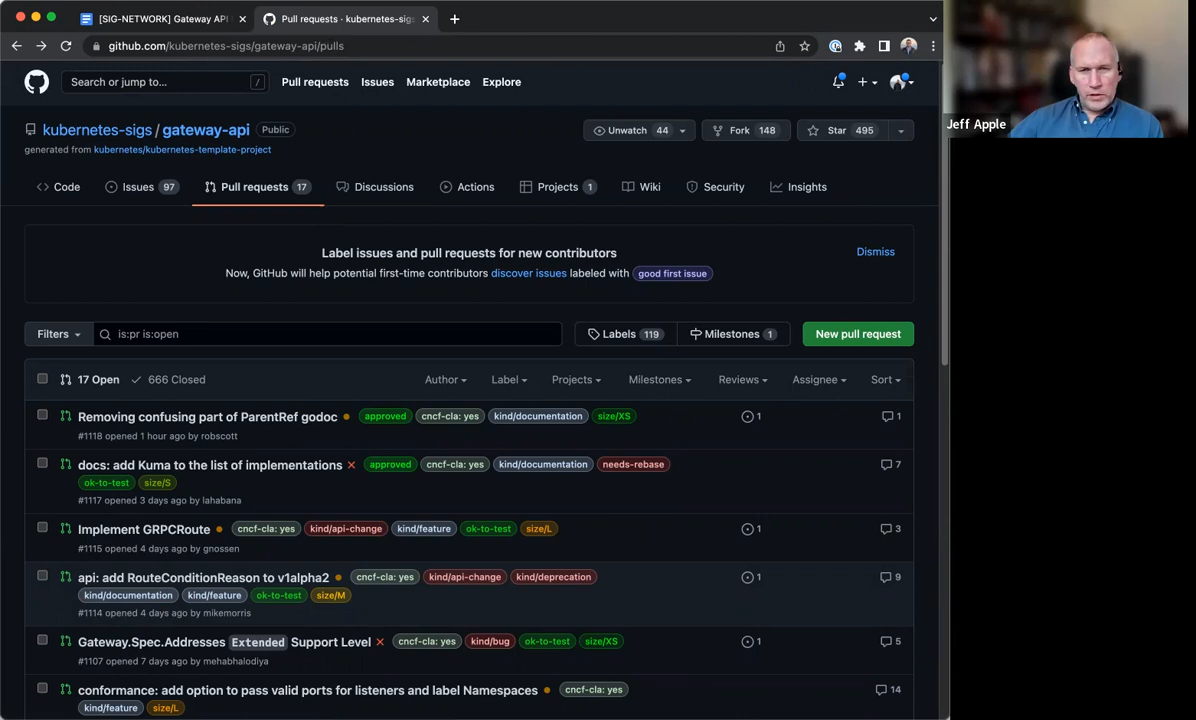 [SIG-NETWORK] Gateway API
Pull requests · kubernetes-sigs
github.com/kubernetes-sigs/gateway-api/pulls
Search or jump to...
/
Pull requests
Issues
Marketplace
Explore
Jeff Apple
kubernetes-sigs / gateway-api Public
generated from kubernetes/kubernetes-template-project
Unwatch 44
Fork 148
Star 495
Code
Issues 97
Pull requests 17
Discussions
Actions
Projects 1
Wiki
Security
Insights
Label issues and pull requests for new contributors
Dismiss
Now, GitHub will help potential first-time contributors discover issues labeled with good first issue
Filters
is:pr is:open
Labels 119
Milestones 1
New pull request
17 Open
666 Closed
Author
Label
Projects
Milestones
Reviews
Assignee
Sort
Removing confusing part of ParentRef godoc approved cncf-cla: yes kind/documentation size/XS 1 1
#1118 opened 1 hour ago by robscott
docs: add Kuma to the list of implementations approved cncf-cla: yes kind/documentation needs-rebase 7
ok-to-test size/S
#1117 opened 3 days ago by lahabana
Implement GRPCRoute cncf-cla: yes kind/api-change kind/feature ok-to-test size/L 1 3
#1115 opened 4 days ago by gnossen
api: add RouteConditionReason to v1alpha2 cncf-cla: yes kind/api-change kind/deprecation 1 9
kind/documentation kind/feature ok-to-test size/M
#1114 opened 4 days ago by mikemorris
Gateway.Spec.Addresses Extended Support Level cncf-cla: yes kind/bug ok-to-test size/XS 1 5
#1107 opened 7 days ago by mehabhalodiya
conformance: add option to pass valid ports for listeners and label Namespaces cncf-cla: yes 14
kind/feature size/L